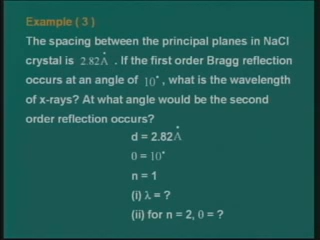 Example ( 3 )
The spacing between the principal planes in NaCl
crystal is 2.82Å . If the first order Bragg reflection
occurs at an angle of 10° , what is the wavelength
of x-rays? At what angle would be the second
order reflection occurs?
d = 2.82Å
θ = 10°
n = 1
(i) λ = ?
(ii) for n = 2, θ = ?